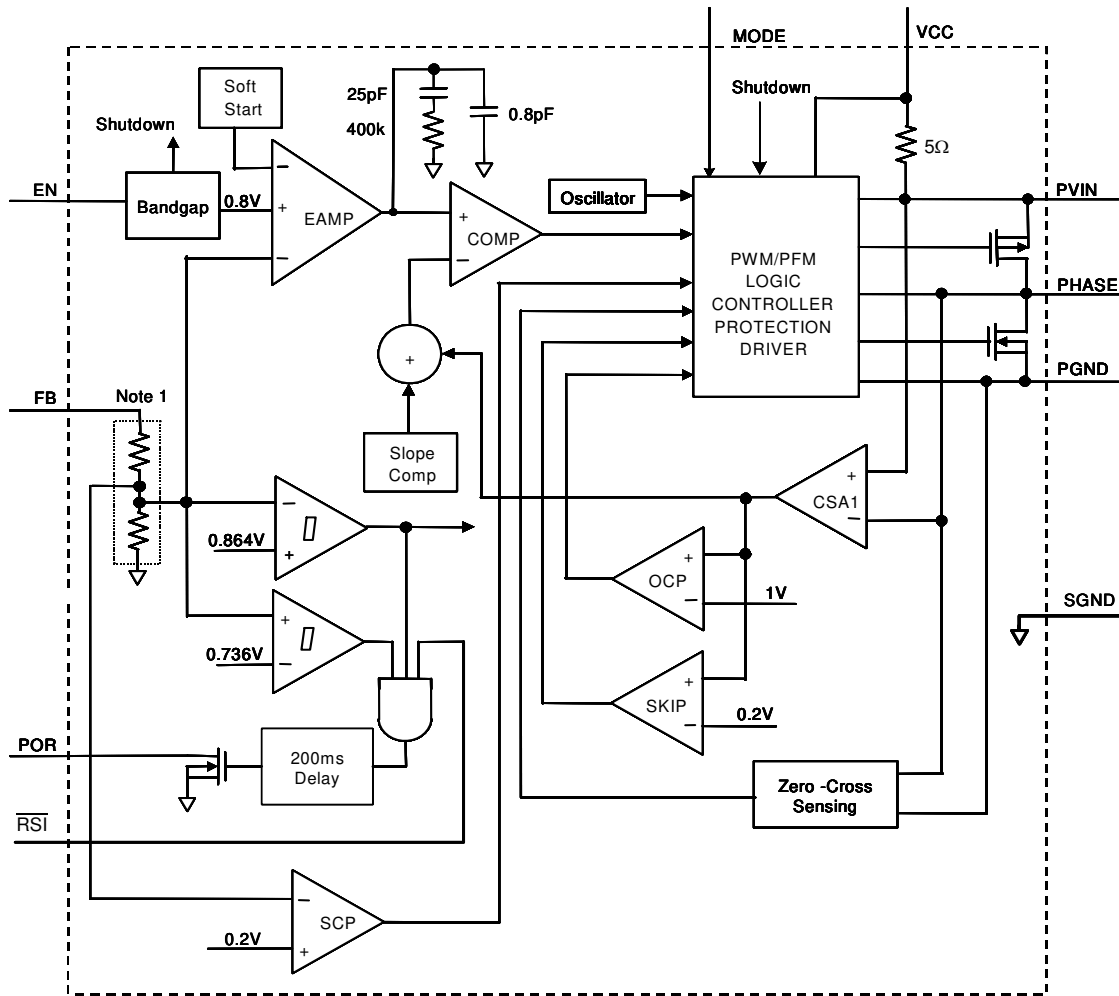 MODE
VCC
Soft
Start
25pF
400k
0.8pF
Shutdown
Shutdown
5Ω
EN
Bandgap
0.8V
−
+
−
EAMP
+
−
COMP
Oscillator
PWM/PFM
LOGIC
CONTROLLER
PROTECTION
DRIVER
PVIN
PHASE
PGND
+
FB
Note 1
Slope
Comp
+
−
CSA1
−
+
0.864V
+
−
OCP
1V
SGND
+
−
0.736V
+
−
SKIP
0.2V
POR
200ms
Delay
Zero -Cross
Sensing
RSI
−
+
SCP
0.2V